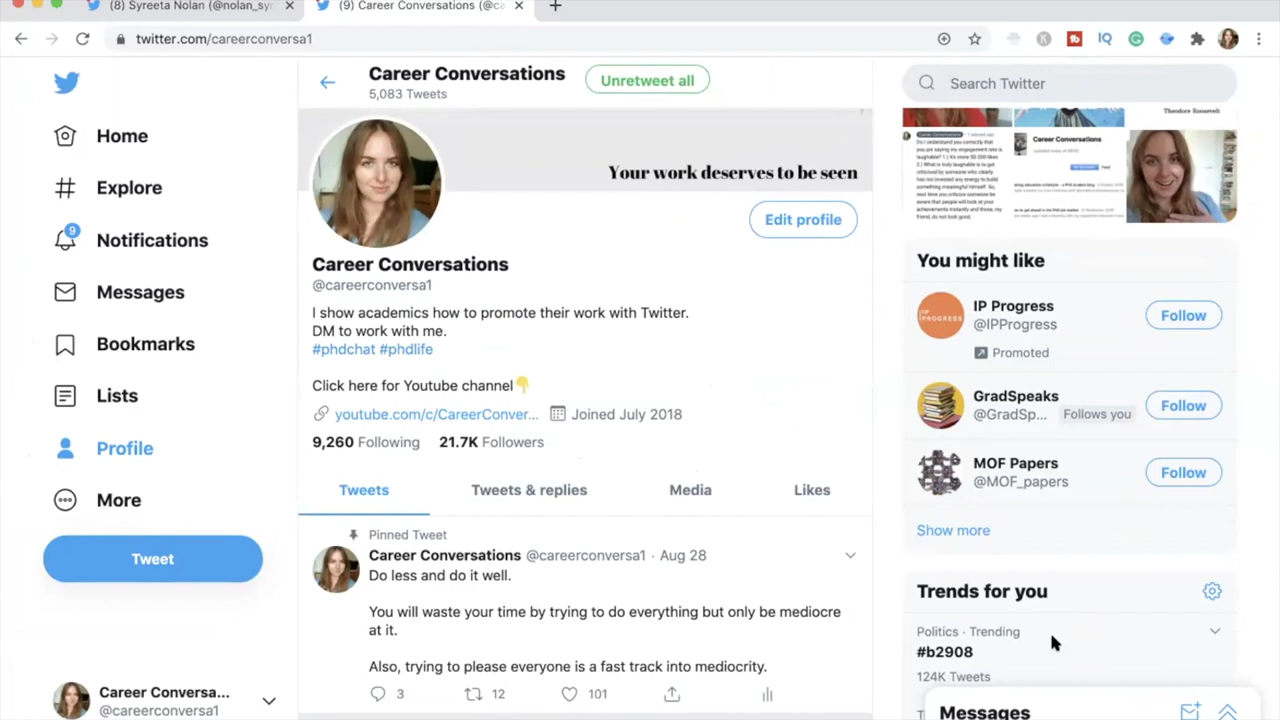 (8) Syreeta Nolan (@nolan_sy
(9) Career Conversations (@ca
twitter.com/careerconversa1
Career Conversations
5,083 Tweets
Unretweet all
Search Twitter
Home
Explore
9
Notifications
Messages
Bookmarks
Lists
Profile
More
Tweet
Career Conversa...
@careerconversa1
Your work deserves to be seen
Edit profile
Career Conversations
@careerconversa1
I show academics how to promote their work with Twitter.
DM to work with me.
#phdchat #phdlife
Click here for Youtube channel👇
youtube.com/c/CareerConver...
Joined July 2018
9,260 Following 21.7K Followers
Tweets
Tweets & replies
Media
Likes
Pinned Tweet
Career Conversations @careerconversa1 · Aug 28
Do less and do it well.
You will waste your time by trying to do everything but only be mediocre
at it.
Also, trying to please everyone is a fast track into mediocrity.
3 12 101
Theodore Roosevelt
Career Conversations
You might like
IP PROGRESS
IP Progress
@IPProgress
Promoted
Follow
GradSpeaks
@GradSp... Follows you
Follow
MOF Papers
@MOF_papers
Follow
Show more
Trends for you
Politics · Trending
#b2908
124K Tweets
Messages